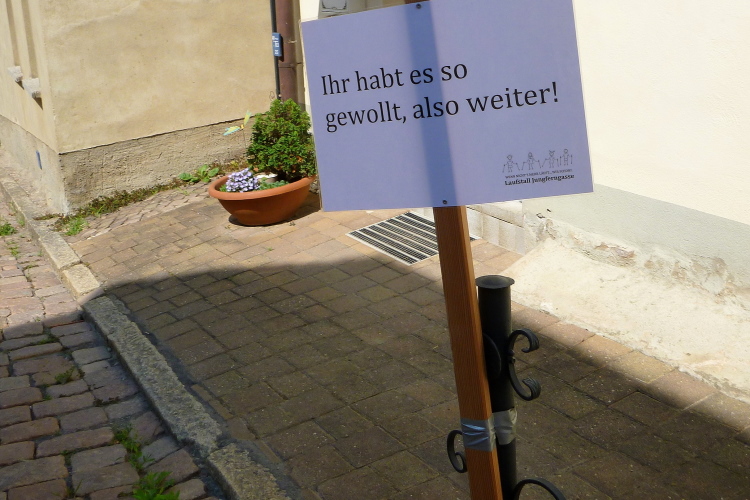 Ihr habt es so
gewollt, also weiter!
Laufstall Jungferngasse